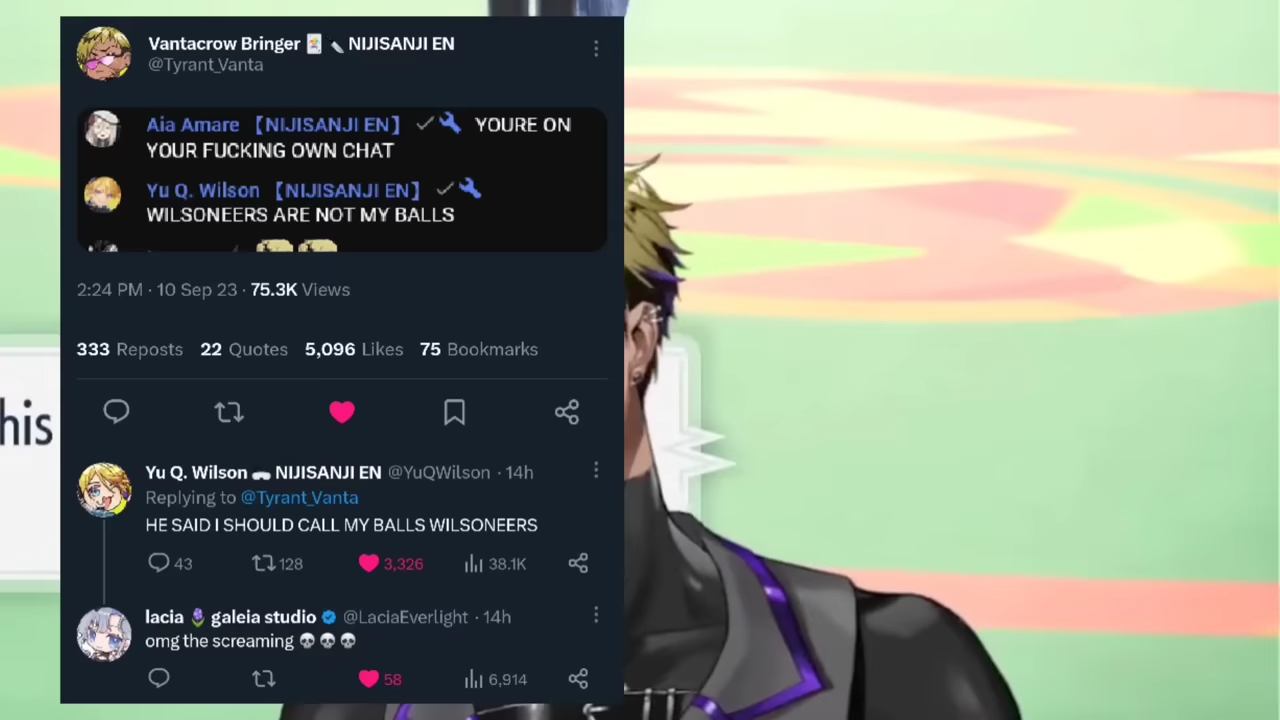 Vantacrow Bringer 🃏 🔪 NIJISANJI EN
@Tyrant_Vanta
Aia Amare 【NIJISANJI EN】 YOURE ON
YOUR FUCKING OWN CHAT
Yu Q. Wilson 【NIJISANJI EN】
WILSONEERS ARE NOT MY BALLS
2:24 PM · 10 Sep 23 · 75.3K Views
333 Reposts 22 Quotes 5,096 Likes 75 Bookmarks
his
Yu Q. Wilson 🥽 NIJISANJI EN @YuQWilson · 14h
Replying to @Tyrant_Vanta
HE SAID I SHOULD CALL MY BALLS WILSONEERS
43 128 3,326 38.1K
lacia 🪻 galeia studio @LaciaEverlight · 14h
omg the screaming 💀💀💀
58 6,914